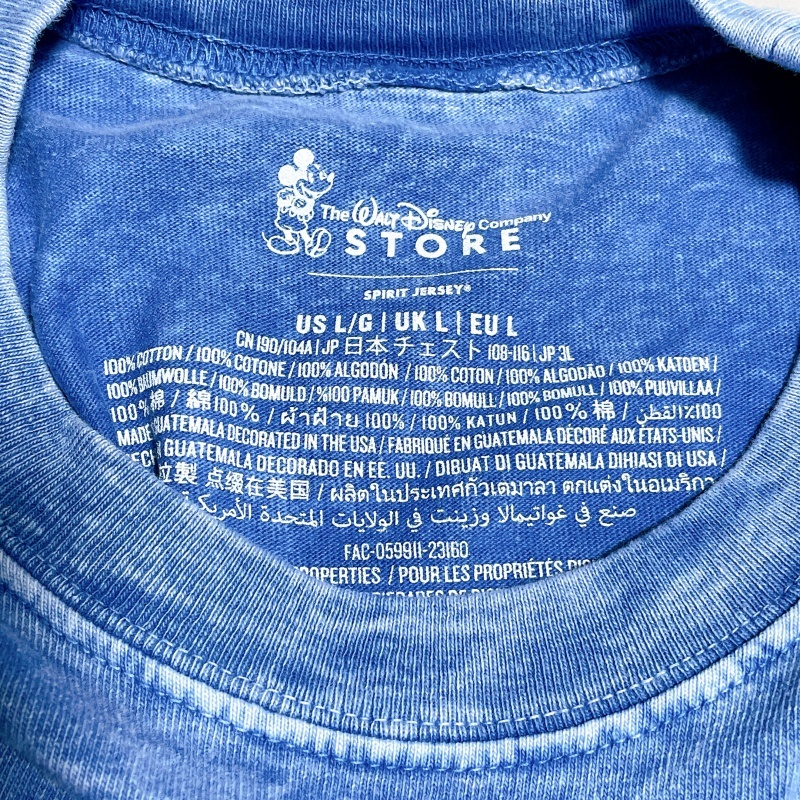 The Walt Disney Company
STORE
SPIRIT JERSEY®
US L/G | UK L | EU L
CN 190/104A | JP 日本 チェスト 108-116 | JP 3L
100% COTTON / 100% COTONE / 100% ALGODÓN / 100% COTON / 100% ALGODÃO / 100% KATOEN /
100% BAUMWOLLE / 100% BOMULD / %100 PAMUK / 100% BOMULL / 100% BOMULL / 100% PUUVILLAA /
100% 棉 / 綿 100% / ผ้าฝ้าย 100% / 100% KATUN / 100% 棉 / القطن ٪100
MADE GUATEMALA DECORATED IN THE USA / FABRIQUÉ EN GUATEMALA DÉCORÉ AUX ÉTATS-UNIS /
GUATEMALA DECORADO EN EE. UU. / DIBUAT DI GUATEMALA DIHIASI DI USA /
拉製 点缀在美国 / ผลิตในประเทศกัวเตมาลา ตกแต่งในอเมริกา
صنع في غواتيمالا وزينت في الولايات المتحدة الأمريك
FAC-059911-23160
PROPERTIES / POUR LES PROPRIÉTÉS